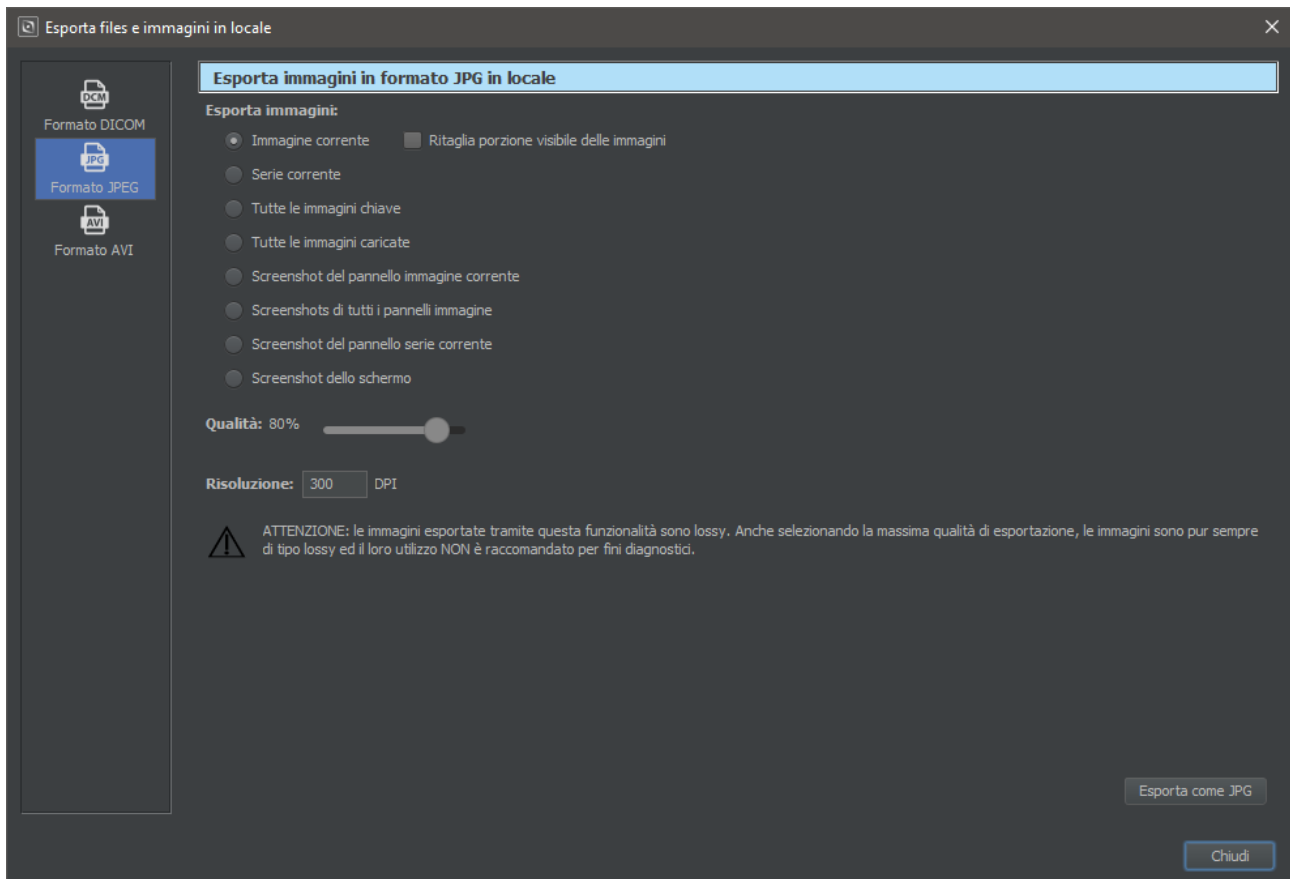 Esporta files e immagini in locale
DCM
Formato DICOM
JPG
Formato JPEG
AVI
Formato AVI
Esporta immagini in formato JPG in locale
Esporta immagini:
Immagine corrente
Ritaglia porzione visibile delle immagini
Serie corrente
Tutte le immagini chiave
Tutte le immagini caricate
Screenshot del pannello immagine corrente
Screenshots di tutti i pannelli immagine
Screenshot del pannello serie corrente
Screenshot dello schermo
Qualità: 80%
Risoluzione: 300 DPI
ATTENZIONE: le immagini esportate tramite questa funzionalità sono lossy. Anche selezionando la massima qualità di esportazione, le immagini sono pur sempre
di tipo lossy ed il loro utilizzo NON è raccomandato per fini diagnostici.
Esporta come JPG
Chiudi